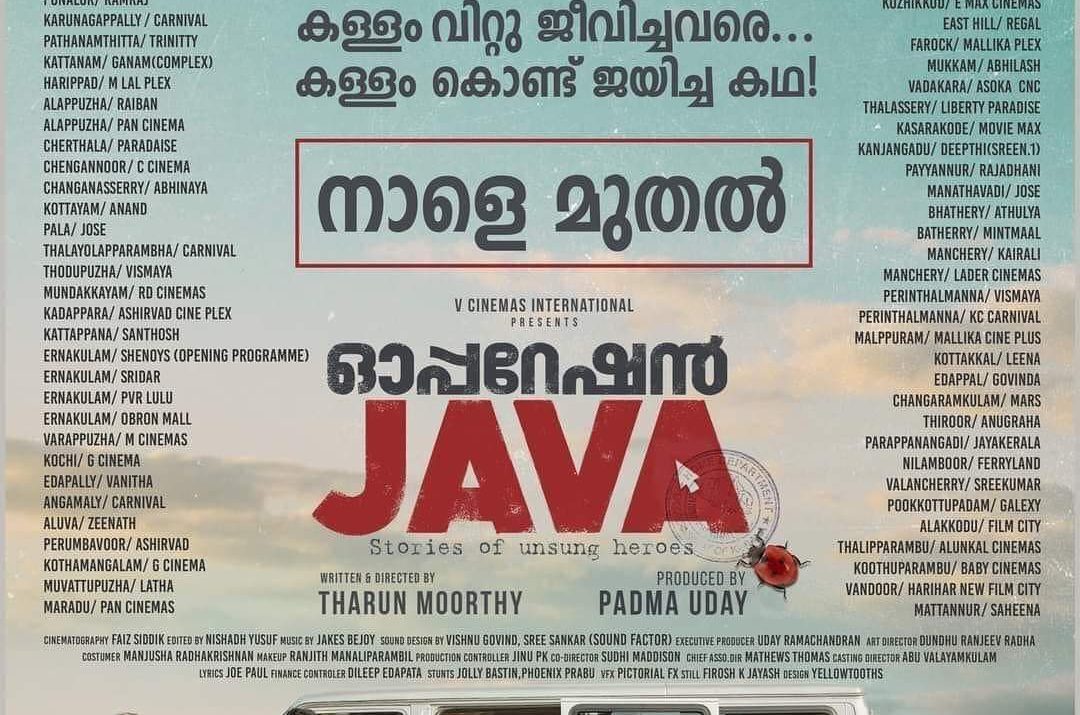 PUNALUR/ RAMRAJ
KARUNAGAPPALLY / CARNIVAL
PATHANAMTHITTA/ TRINITTY
KATTANAM/ GANAM(COMPLEX)
HARIPPAD/ M LAL PLEX
ALAPPUZHA/ RAIBAN
ALAPPUZHA/ PAN CINEMA
CHERTHALA/ PARADAISE
CHENGANNOOR/ C CINEMA
CHANGANASSERRY/ ABHINAYA
KOTTAYAM/ ANAND
PALA/ JOSE
THALAYOLAPPARAMBHA/ CARNIVAL
THODUPUZHA/ VISMAYA
MUNDAKKAYAM/ RD CINEMAS
KADAPPARA/ ASHIRVAD CINE PLEX
KATTAPPANA/ SANTHOSH
ERNAKULAM/ SHENOYS (OPENING PROGRAMME)
ERNAKULAM/ SRIDAR
ERNAKULAM/ PVR LULU
ERNAKULAM/ OBRON MALL
VARAPPUZHA/ M CINEMAS
KOCHI/ G CINEMA
EDAPALLY/ VANITHA
ANGAMALY/ CARNIVAL
ALUVA/ ZEENATH
PERUMBAVOOR/ ASHIRVAD
KOTHAMANGALAM/ G CINEMA
MUVATTUPUZHA/ LATHA
MARADU/ PAN CINEMAS
കള്ളം വിറ്റു ജീവിച്ചവരെ...
കള്ളം കൊണ്ട് ജയിച്ച കഥ!
നാളെ മുതൽ
V CINEMAS INTERNATIONAL
PRESENTS
ഓപ്പറേഷൻ
JAVA
Stories of unsung heroes
WRITTEN & DIRECTED BY
THARUN MOORTHY
PRODUCED BY
PADMA UDAY
KOZHIKKOD/ E MAX CINEMAS
EAST HILL/ REGAL
FAROCK/ MALLIKA PLEX
MUKKAM/ ABHILASH
VADAKARA/ ASOKA CNC
THALASSERY/ LIBERTY PARADISE
KASARAKODE/ MOVIE MAX
KANJANGADU/ DEEPTHI(SREEN.1)
PAYYANNUR/ RAJADHANI
MANATHAVADI/ JOSE
BHATHERY/ ATHULYA
BATHERRY/ MINTMAAL
MANCHERY/ KAIRALI
MANCHERY/ LADER CINEMAS
PERINTHALMANNA/ VISMAYA
PERINTHALMANNA/ KC CARNIVAL
MALPPURAM/ MALLIKA CINE PLUS
KOTTAKKAL/ LEENA
EDAPPAL/ GOVINDA
CHANGARAMKULAM/ MARS
THIROOR/ ANUGRAHA
PARAPPANANGADI/ JAYAKERALA
NILAMBOOR/ FERRYLAND
VALANCHERY/ SREEKUMAR
POOKKOTTUPADAM/ GALEXY
ALAKKODU/ FILM CITY
THALIPPARAMBU/ ALUNKAL CINEMAS
KOOTHUPARAMBU/ BABY CINEMAS
VANDOOR/ HARIHAR NEW FILM CITY
MATTANNUR/ SAHEENA
CINEMATOGRAPHY FAIZ SIDDIK EDITED BY NISHADH YUSUF MUSIC BY JAKES BEJOY SOUND DESIGN BY VISHNU GOVIND, SREE SANKAR (SOUND FACTOR) EXECUTIVE PRODUCER UDAY RAMACHANDRAN ART DIRECTOR DUNDHU RANJEEV RADHA
COSTUMER MANJUSHA RADHAKRISHNAN MAKEUP RANJITH MANALIPARAMBIL PRODUCTION CONTROLLER JINU PK CO-DIRECTOR SUDHI MADDISON CHIEF ASSO.DIR MATHEWS THOMAS CASTING DIRECTOR ABU VALAYAMKULAM
LYRICS JOE PAUL FINANCE CONTROLER DILEEP EDAPATA STUNTS JOLLY BASTIN,PHOENIX PRABU VFX PICTORIAL FX STILL FIROSH K JAYASH DESIGN YELLOWTOOTHS